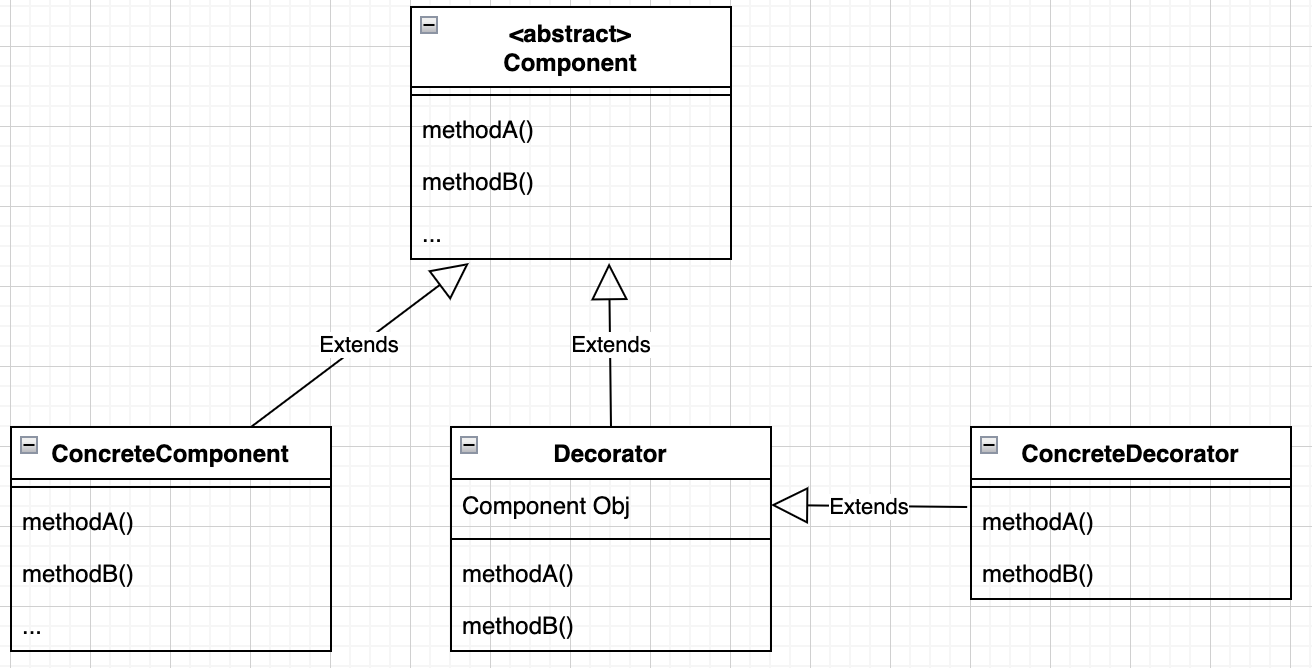 <abstract>
Component
methodA()
methodB()
...
Extends
Extends
ConcreteComponent
methodA()
methodB()
...
Decorator
Component Obj
methodA()
methodB()
Extends
ConcreteDecorator
methodA()
methodB()